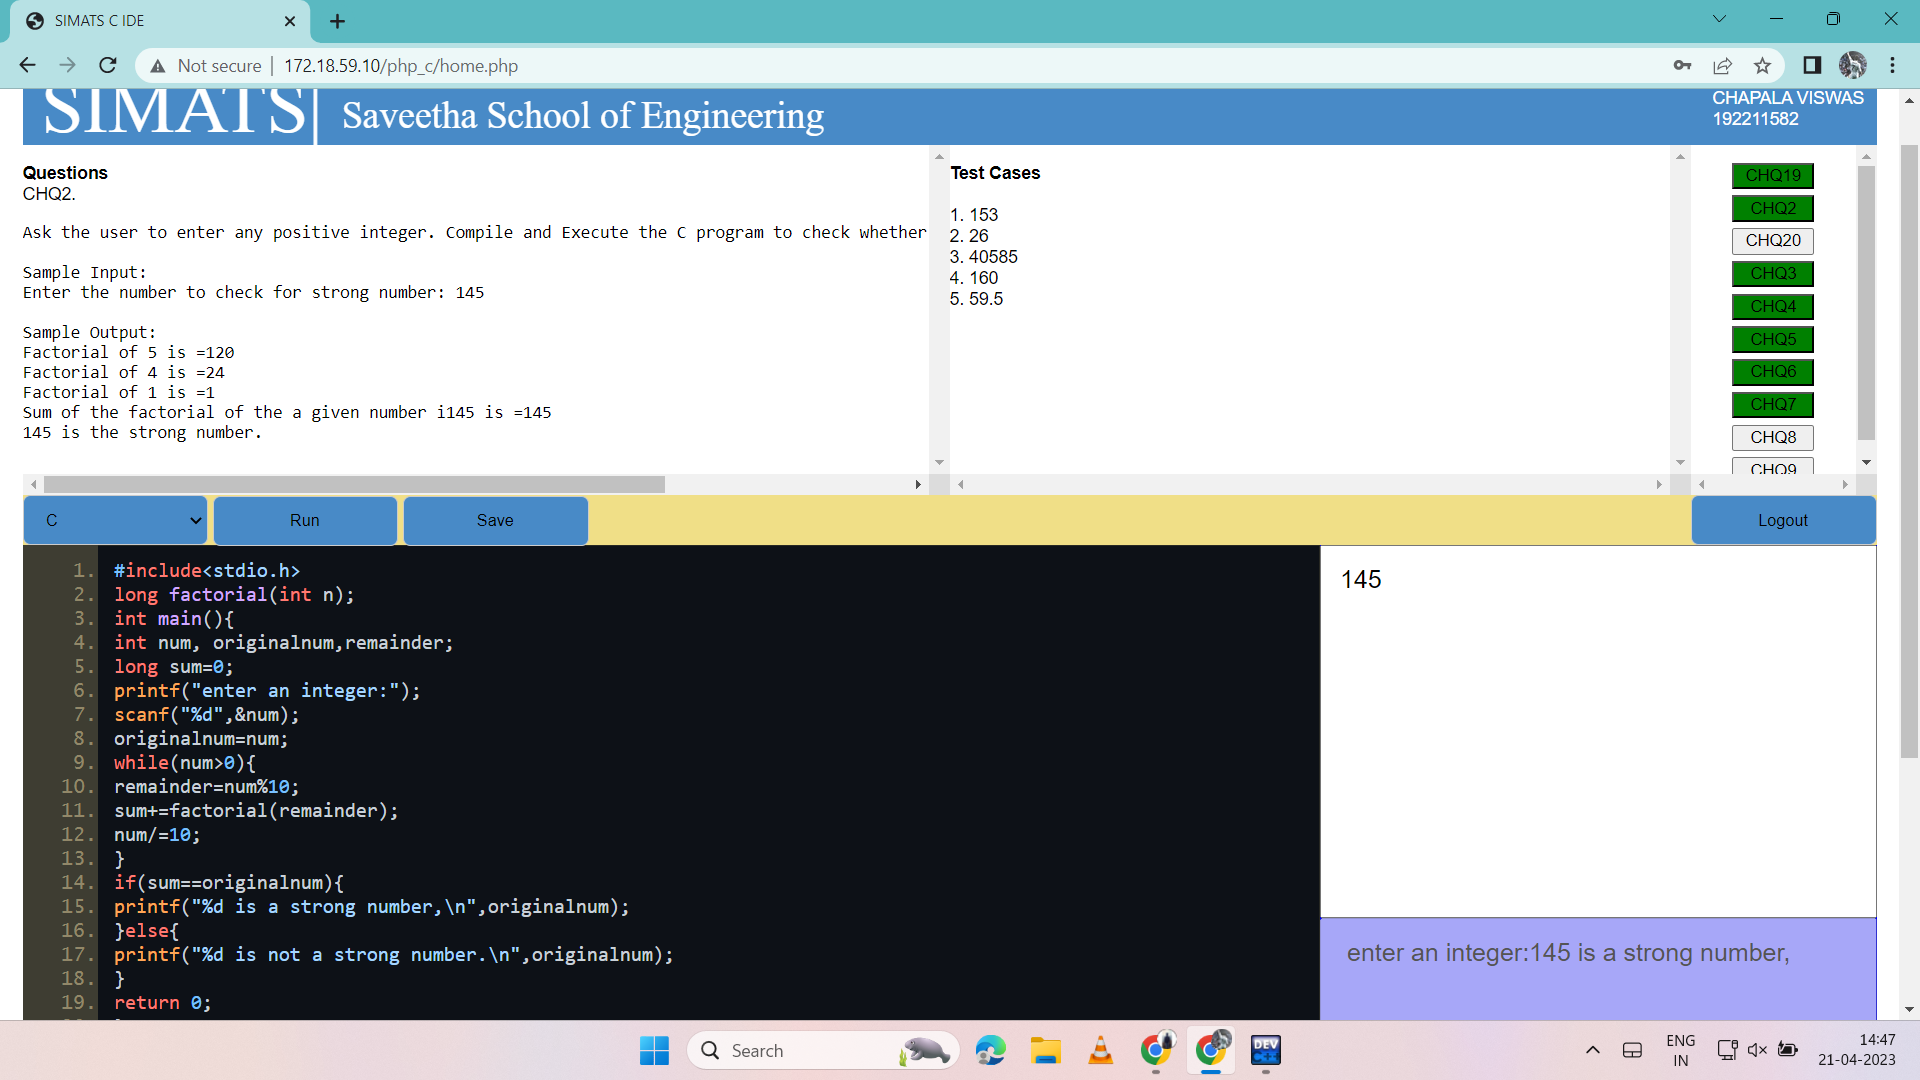 SIMATS C IDE
Not secure | 172.18.59.10/php_c/home.php
SIMATS
Saveetha School of Engineering
CHAPALA VISWAS
192211582
Questions
CHQ2.
Ask the user to enter any positive integer. Compile and Execute the C program to check whether
Sample Input:
Enter the number to check for strong number: 145
Sample Output:
Factorial of 5 is =120
Factorial of 4 is =24
Factorial of 1 is =1
Sum of the factorial of the a given number i145 is =145
145 is the strong number.
Test Cases
1. 153
2. 26
3. 40585
4. 160
5. 59.5
CHQ19
CHQ2
CHQ20
CHQ3
CHQ4
CHQ5
CHQ6
CHQ7
CHQ8
CHQ9
C
Run
Save
Logout
1. #include<stdio.h>
2. long factorial(int n);
3. int main(){
4. int num, originalnum,remainder;
5. long sum=0;
6. printf("enter an integer:");
7. scanf("%d",&num);
8. originalnum=num;
9. while(num>0){
10. remainder=num%10;
11. sum+=factorial(remainder);
12. num/=10;
13. }
14. if(sum==originalnum){
15. printf("%d is a strong number,\n",originalnum);
16. }else{
17. printf("%d is not a strong number.\n",originalnum);
18. }
19. return 0;
145
enter an integer:145 is a strong number,
Search
DEV
C++
ENG
IN
14:47
21-04-2023